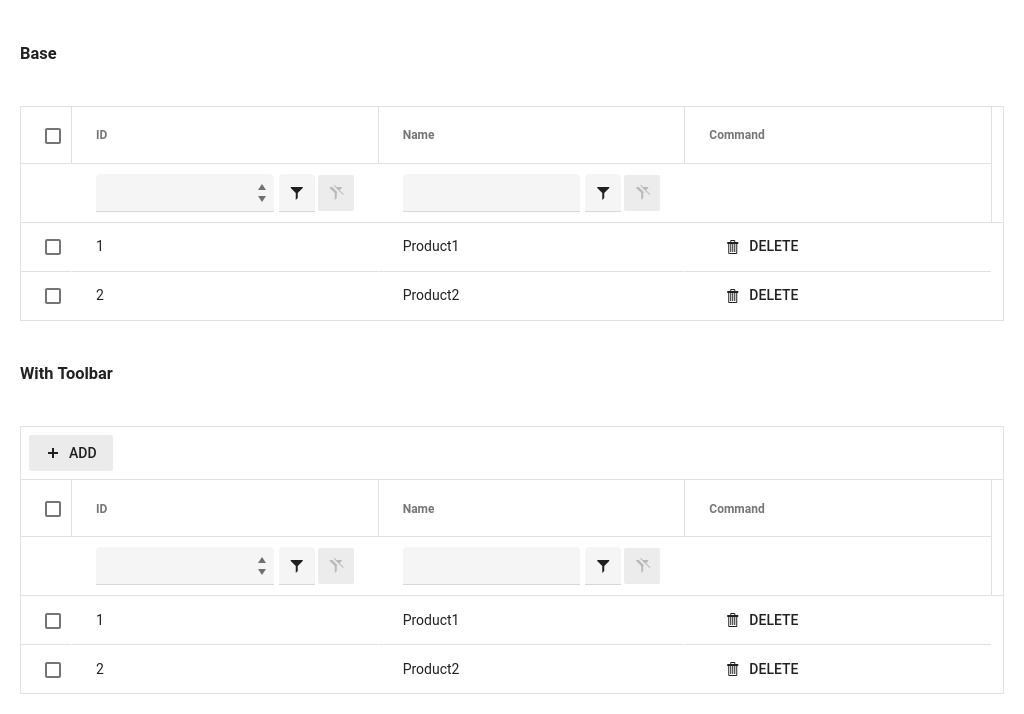 Base
ID Name Command
1 Product1 DELETE
2 Product2 DELETE
With Toolbar
ADD
ID Name Command
1 Product1 DELETE
2 Product2 DELETE